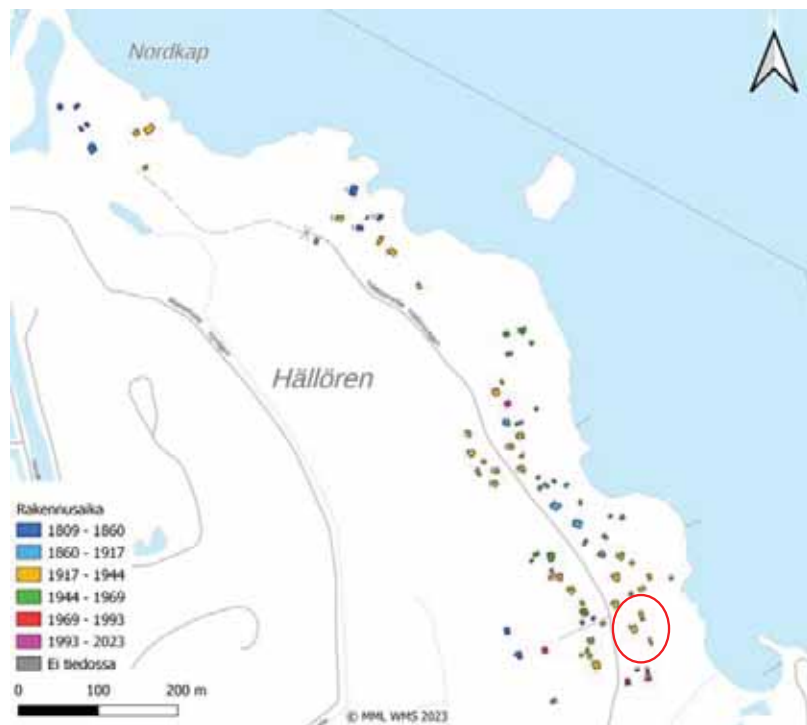 Nordkap
Hällören
Rakennusaika
1809 - 1860
1860 - 1917
1917 - 1944
1944 - 1969
1969 - 1993
1993 - 2023
Ei tiedossa
0 100 200 m
© MML WMS 2023